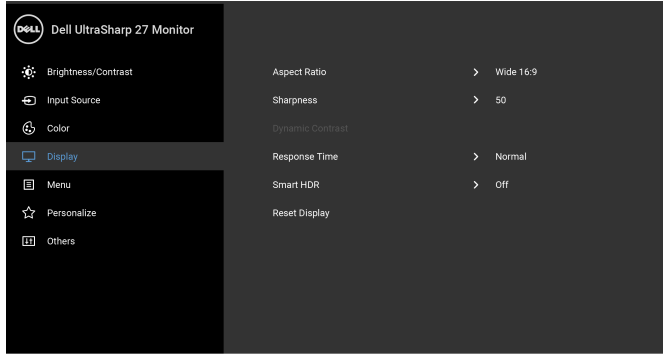 DELL Dell UltraSharp 27 Monitor
Brightness/Contrast
Aspect Ratio > Wide 16:9
Input Source
Sharpness > 50
Color
Dynamic Contrast
Display
Response Time > Normal
Menu
Smart HDR > Off
Personalize
Reset Display
Others